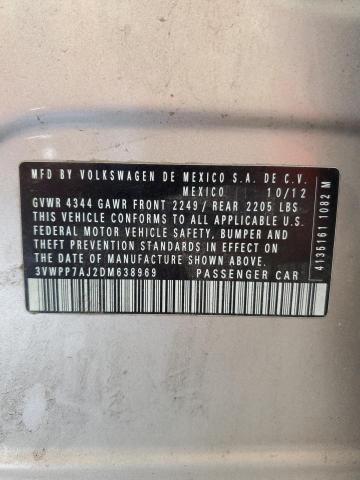 MFD BY VOLKSWAGEN DE MEXICO S.A. DE C.V.
MEXICO 10/12
GVWR 4344 GAWR FRONT 2249/ REAR 2205 LBS
THIS VEHICLE CONFORMS TO ALL APPLICABLE U.S.
FEDERAL MOTOR VEHICLE SAFETY, BUMPER, AND
THEFT PREVENTION STANDARDS IN EFFECT ON
THE DATE OF MANUFACTURE SHOWN ABOVE.
3VWPP7AJ2DM638969 PASSENGER CAR
4135161 1082 M